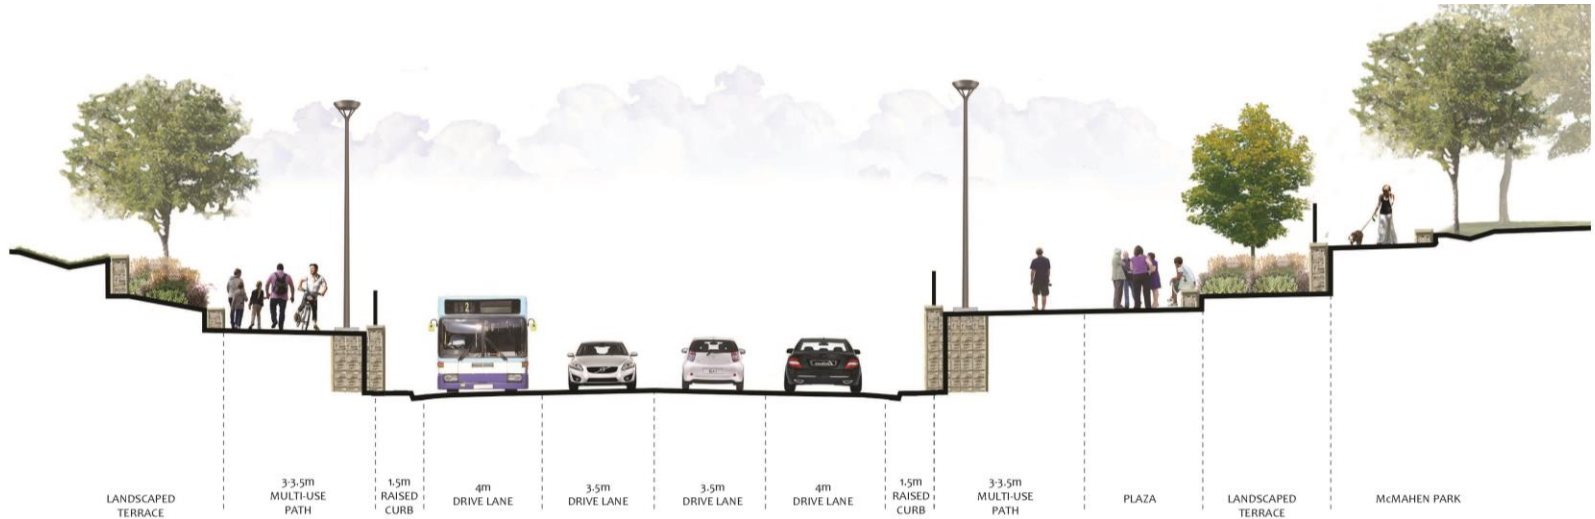 2
LANDSCAPED
TERRACE
3-3.5m
MULTI-USE
PATH
1.5m
RAISED
CURB
4m
DRIVE LANE
3.5m
DRIVE LANE
3.5m
DRIVE LANE
4m
DRIVE LANE
1.5m
RAISED
CURB
3-3.5m
MULTI-USE
PATH
PLAZA
LANDSCAPED
TERRACE
McMAHEN PARK